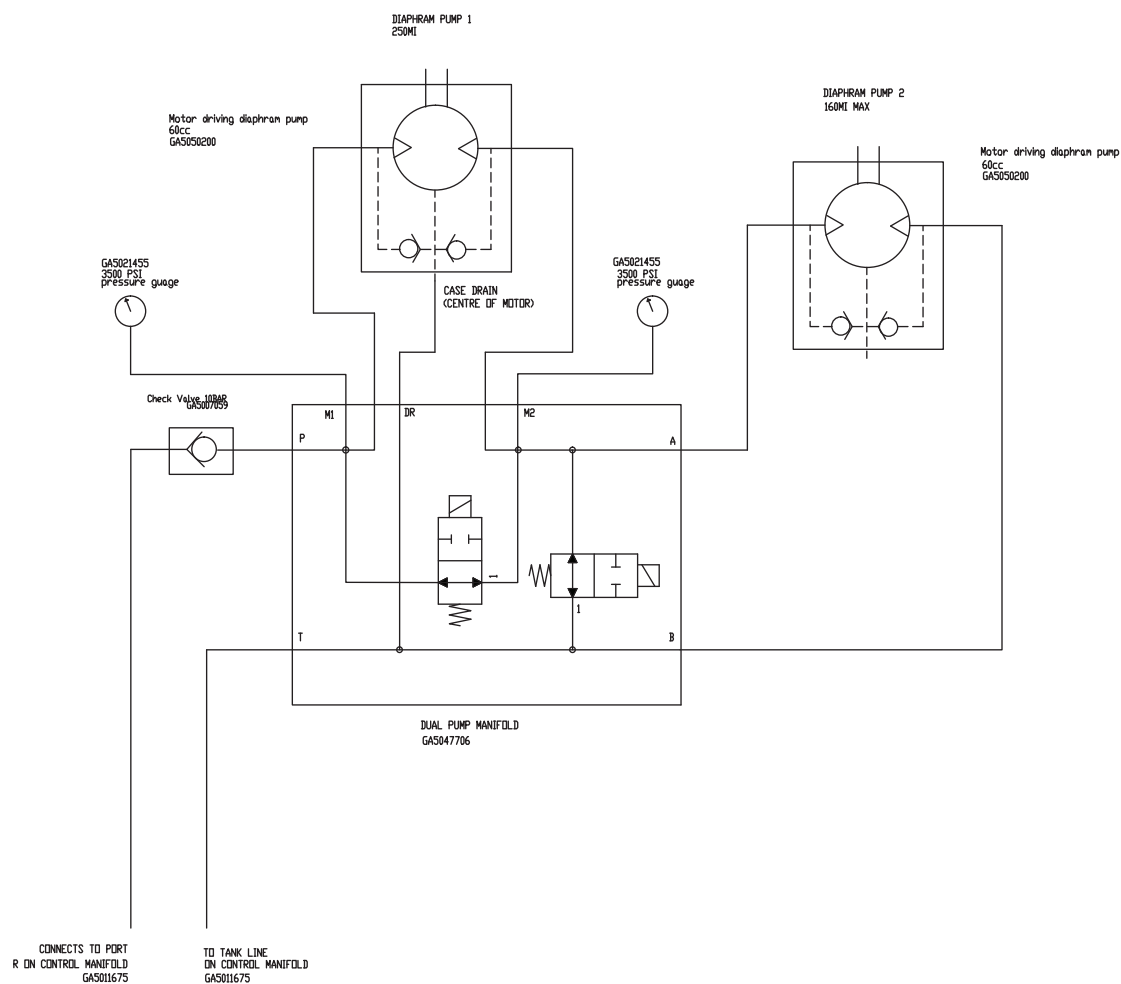 DIAPHRAM PUMP 1
250MI
DIAPHRAM PUMP 2
160MI MAX
Motor driving diaphram pump
60cc
GA5050200
Motor driving diaphram pump
60cc
GA5050200
GA5021455
3500 PSI
pressure guage
GA5021455
3500 PSI
pressure guage
CASE DRAIN
(CENTRE OF MOTOR)
Check Valve 10BAR
GA5007059
M1
DR
M2
P
A
1
1
T
B
DUAL PUMP MANIFOLD
GA5047706
CONNECTS TO PORT
R ON CONTROL MANIFOLD
GA5011675
TO TANK LINE
ON CONTROL MANIFOLD
GA5011675